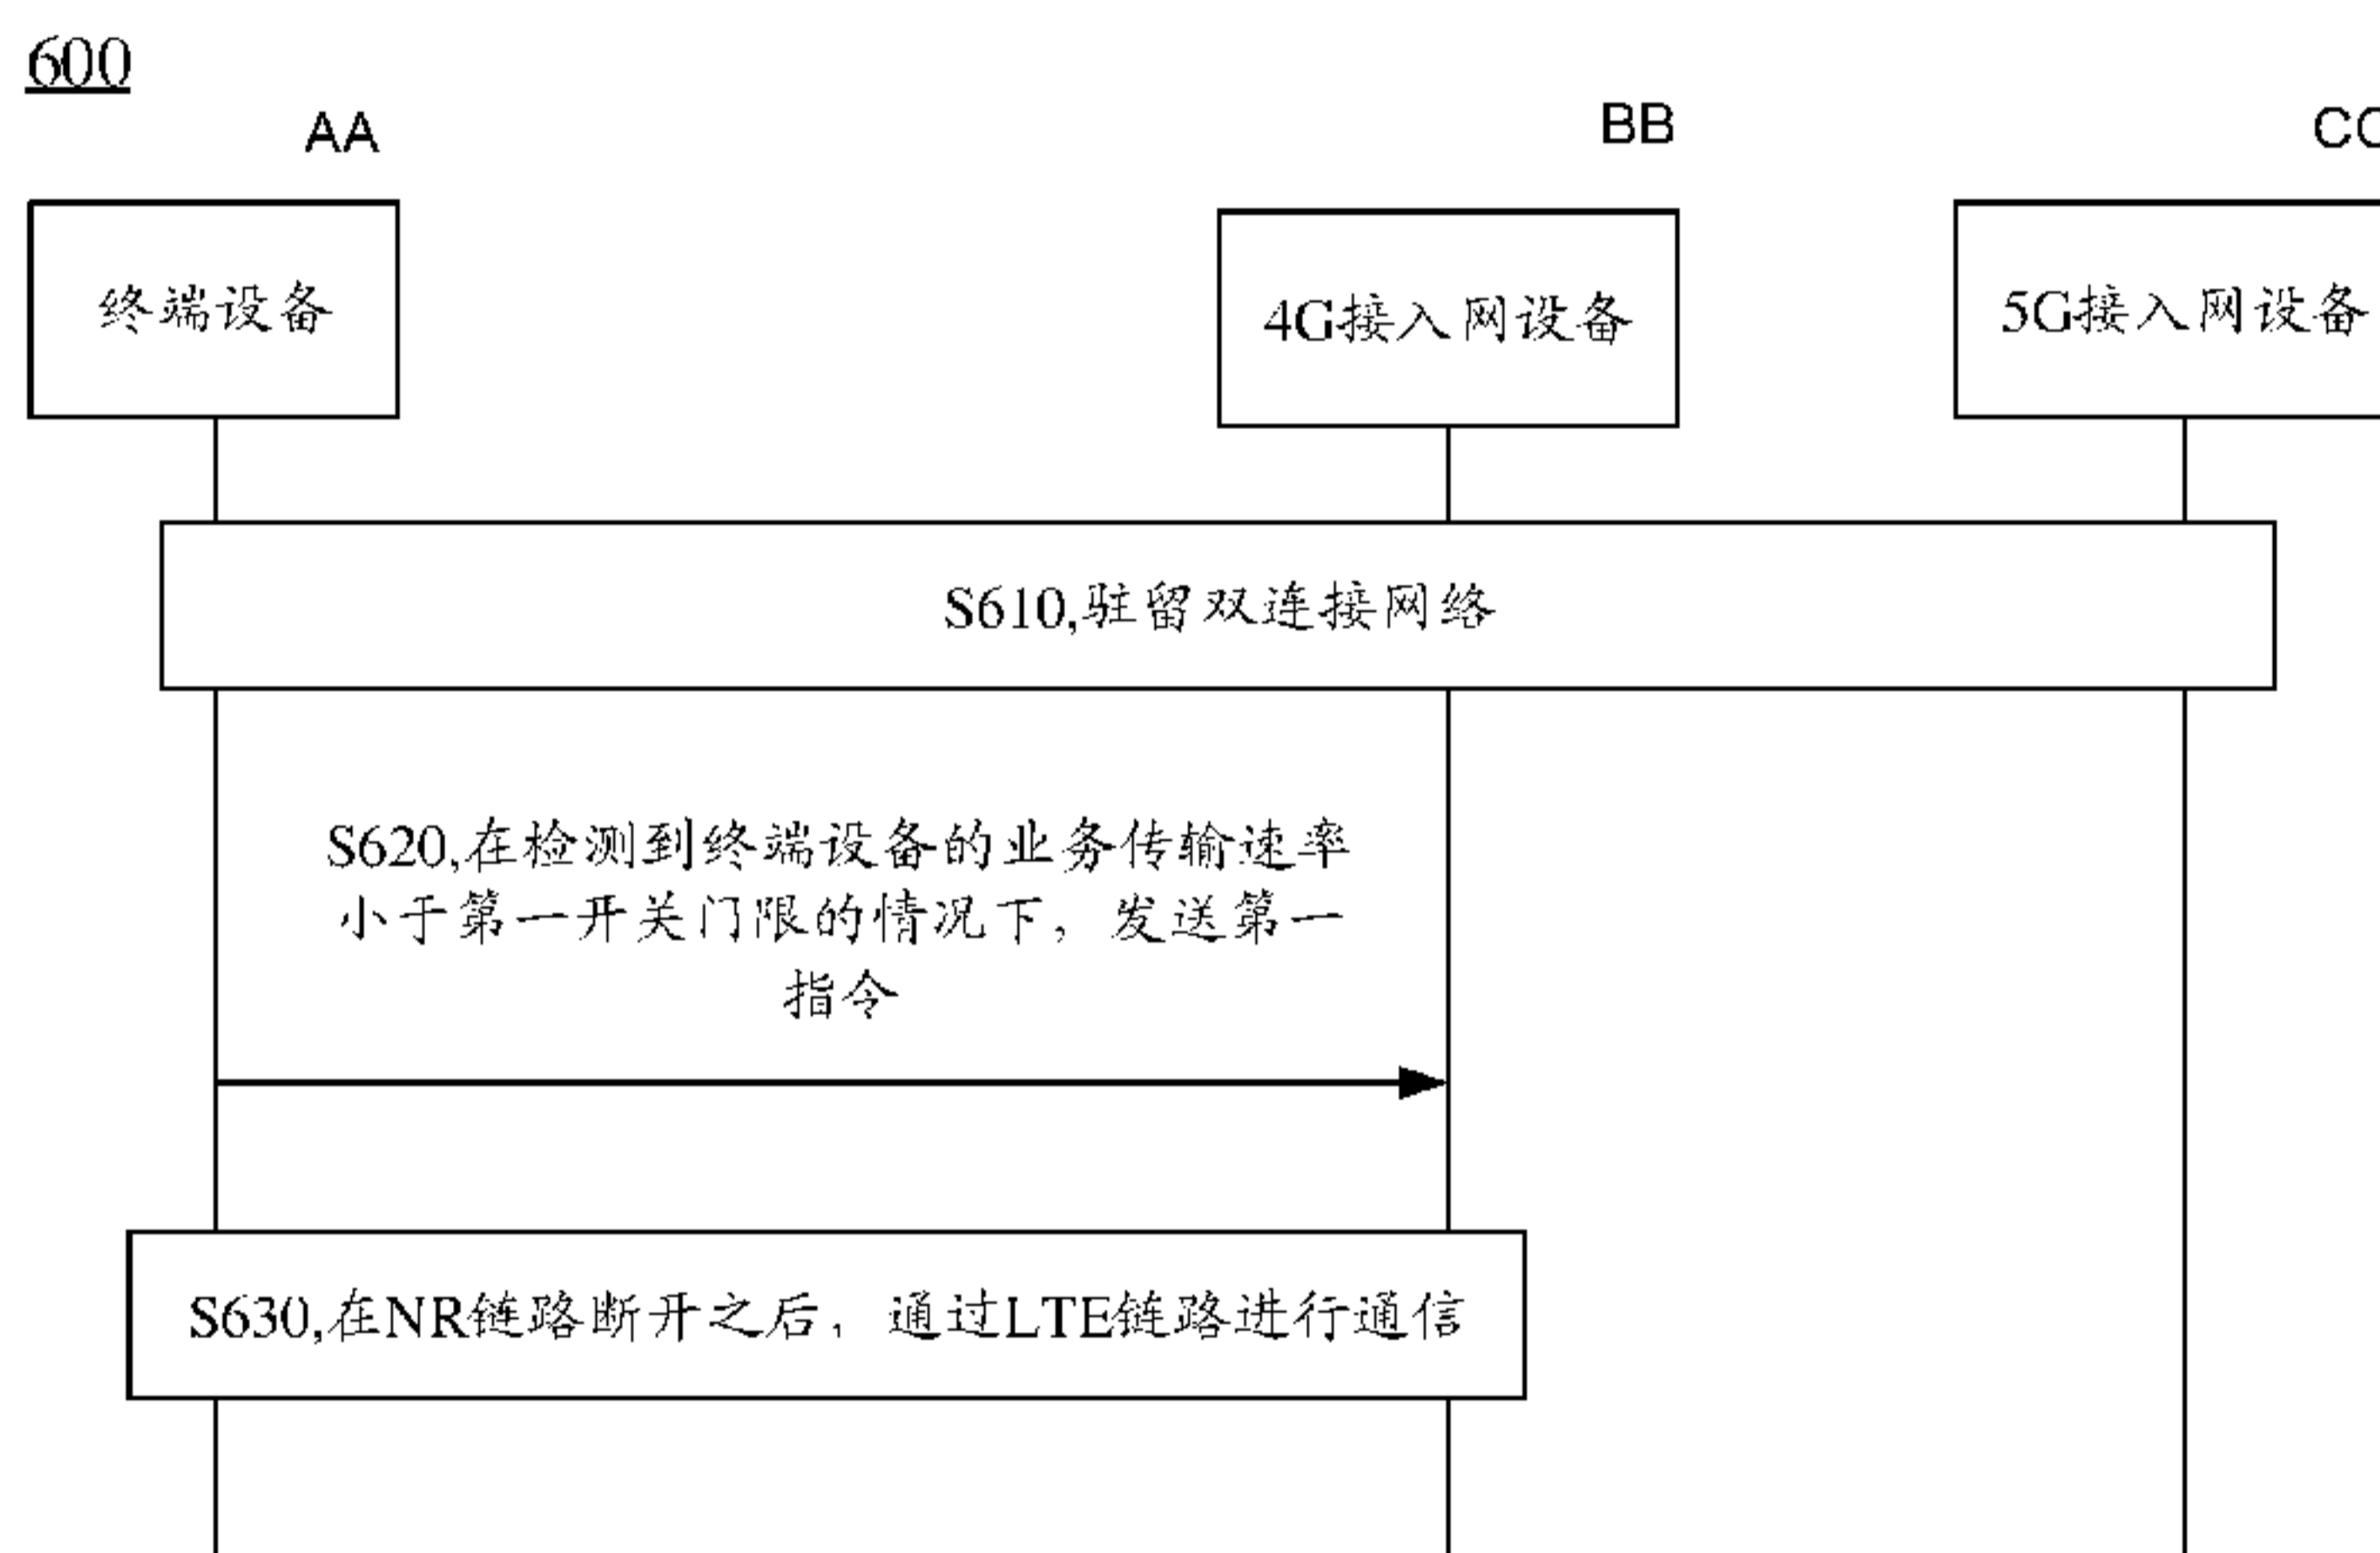 600
AA
BB
CC
终端设备
4G接入网设备
5G接入网设备
S610,驻留双连接网络
S620,在检测到终端设备的业务传输速率
小于第一开关门限的情况下，发送第一
指令
S630,在NR链路断开之后，通过LTE链路进行通信